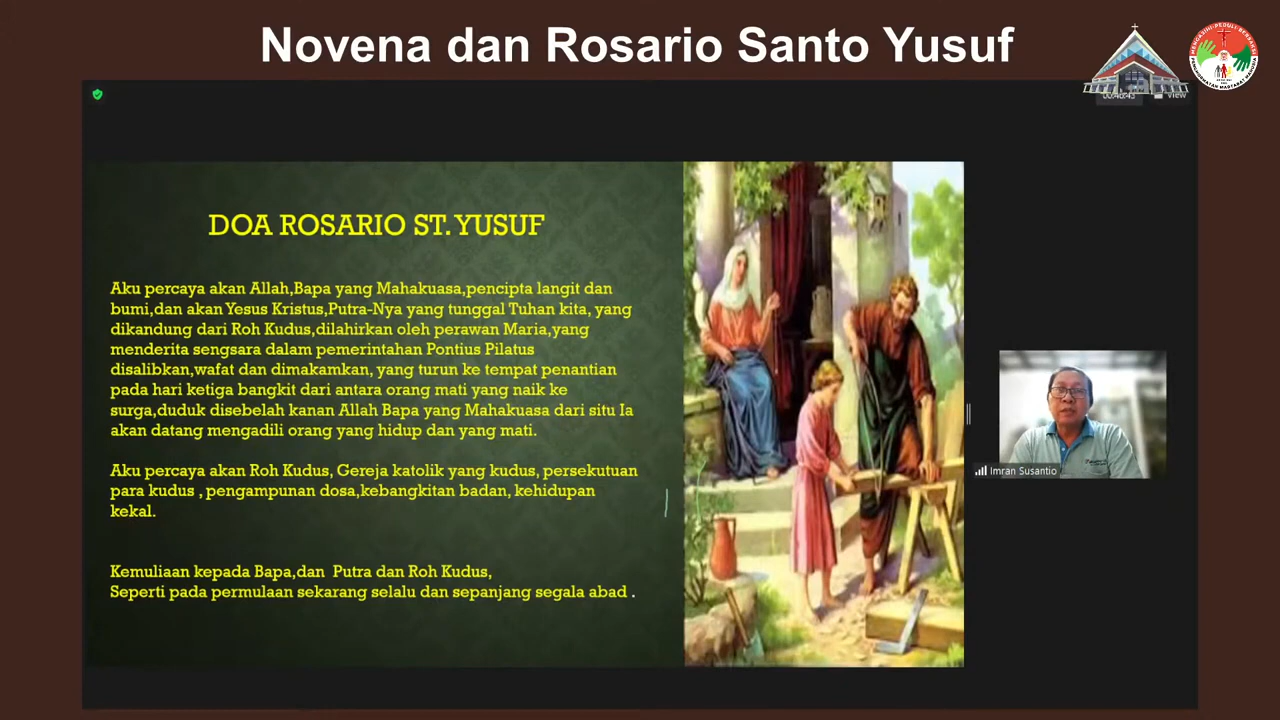 Novena dan Rosario Santo Yusuf
View
DOA ROSARIO ST.YUSUF
Aku percaya akan Allah,Bapa yang Mahakuasa,pencipta langit dan
bumi,dan akan Yesus Kristus,Putra-Nya yang tunggal Tuhan kita, yang
dikandung dari Roh Kudus,dilahirkan oleh perawan Maria,yang
menderita sengsara dalam pemerintahan Pontius Pilatus
disalibkan,wafat dan dimakamkan, yang turun ke tempat penantian
pada hari ketiga bangkit dari antara orang mati yang naik ke
surga,duduk disebelah kanan Allah Bapa yang Mahakuasa dari situ Ia
akan datang mengadili orang yang hidup dan yang mati.
Aku percaya akan Roh Kudus, Gereja katolik yang kudus, persekutuan
para kudus , pengampunan dosa,kebangkitan badan, kehidupan
kekal.
Kemuliaan kepada Bapa,dan  Putra dan Roh Kudus,
Seperti pada permulaan sekarang selalu dan sepanjang segala abad .
Imran Susantio